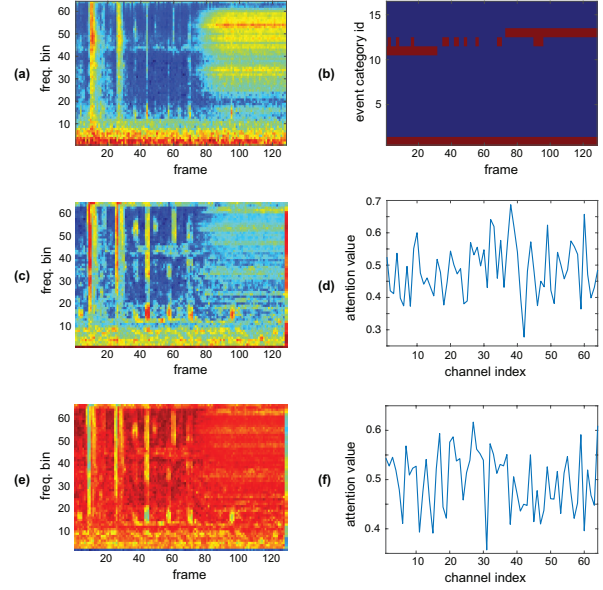 (a)
freq. bin
60
50
40
30
20
10
20 40 60 80 100 120
frame
(b)
event category id
15
10
5
20 40 60 80 100 120
frame
(c)
freq. bin
60
50
40
30
20
10
20 40 60 80 100 120
frame
(d)
attention value
0.7
0.6
0.5
0.4
0.3
10 20 30 40 50 60
channel index
(e)
freq. bin
60
50
40
30
20
10
20 40 60 80 100 120
frame
(f)
attention value
0.6
0.5
0.4
10 20 30 40 50 60
channel index